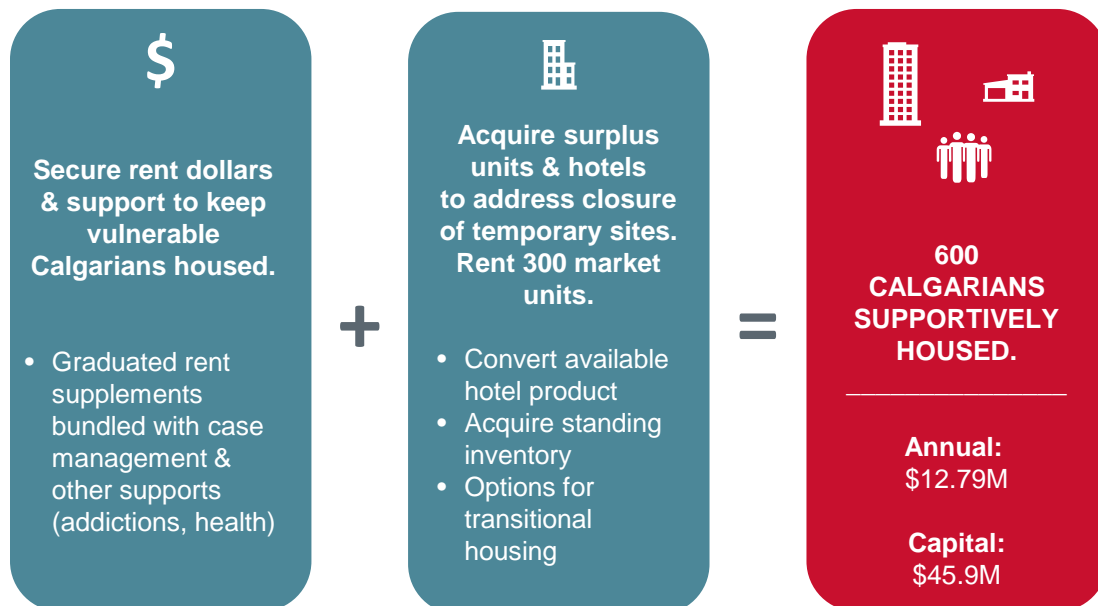 $
Secure rent dollars
& support to keep
vulnerable
Calgarians housed.
• Graduated rent
supplements
bundled with case
management &
other supports
(addictions, health)
+
Acquire surplus
units & hotels
to address closure
of temporary sites.
Rent 300 market
units.
• Convert available
hotel product
• Acquire standing
inventory
• Options for
transitional
housing
=
600
CALGARIANS
SUPPORTIVELY
HOUSED.
Annual:
$12.79M
Capital:
$45.9M